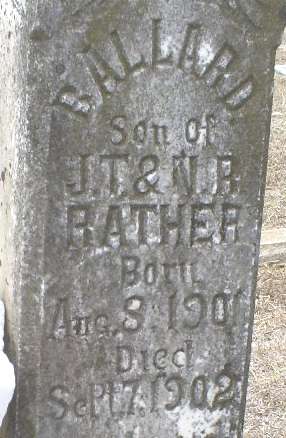 BALLARD
Son of
J.T. & N.R
RATHER
Born
Aug. 8. 1901
Died
Sept. 7. 1902